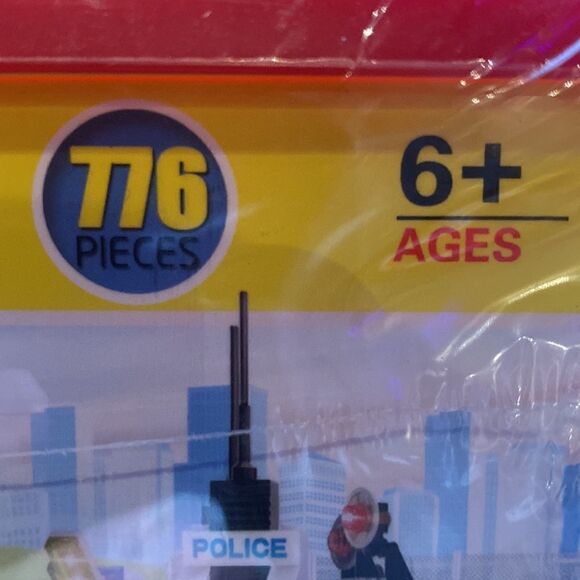 776
PIECES
6+
AGES
POLICE